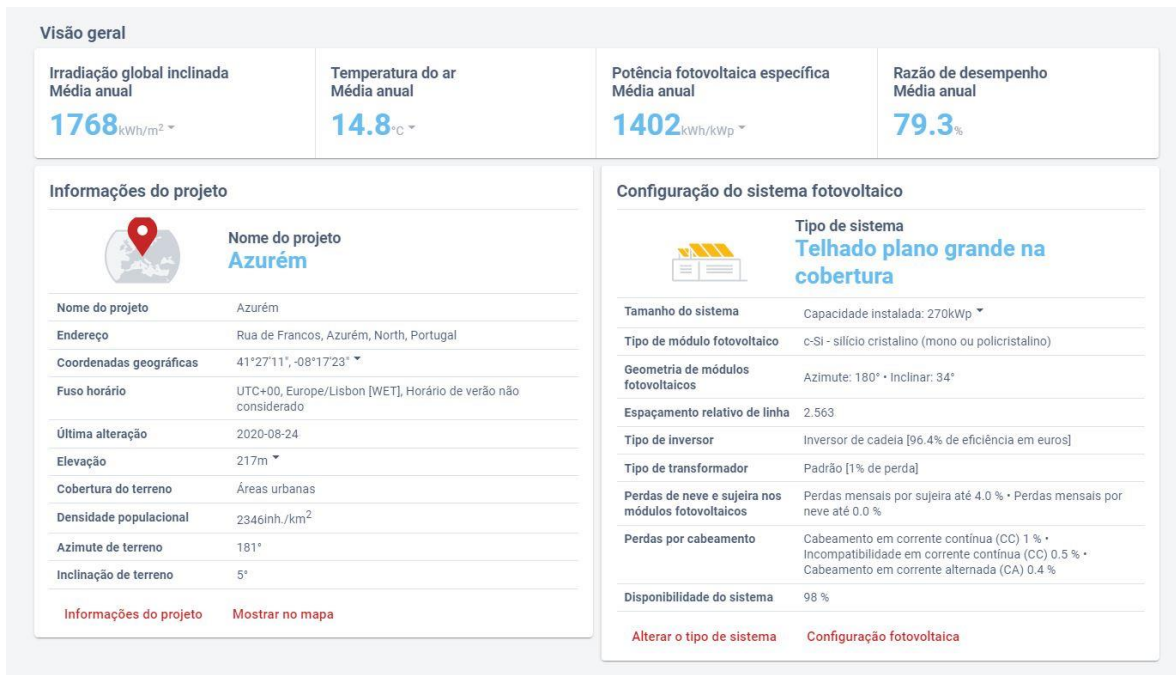 Visão geral
Irradiação global inclinada
Média anual
1768kWh/m2
Temperatura do ar
Média anual
14.8°C
Potência fotovoltaica específica
Média anual
1402kWh/kWp
Razão de desempenho
Média anual
79.3%
Informações do projeto
Nome do projeto
Azurém
Nome do projeto Azurém
Endereço Rua de Francos, Azurém, North, Portugal
Coordenadas geográficas 41°27'11", -08°17'23"
Fuso horário UTC+00, Europe/Lisbon [WET], Horário de verão não
considerado
Última alteração 2020-08-24
Elevação 217m
Cobertura do terreno Áreas urbanas
Densidade populacional 2346inh./km2
Azimute de terreno 181°
Inclinação de terreno 5°
Informações do projeto Mostrar no mapa
Configuração do sistema fotovoltaico
Tipo de sistema
Telhado plano grande na
cobertura
Tamanho do sistema Capacidade instalada: 270kWp
Tipo de módulo fotovoltaico c-Si - silício cristalino (mono ou policristalino)
Geometria de módulos
fotovoltaicos Azimute: 180° • Inclinar: 34°
Espaçamento relativo de linha 2.563
Tipo de inversor Inversor de cadeia [96.4% de eficiência em euros]
Tipo de transformador Padrão [1% de perda]
Perdas de neve e sujeira nos
módulos fotovoltaicos
Perdas mensais por sujeira até 4.0 % • Perdas mensais por
neve até 0.0 %
Perdas por cabeamento Cabeamento em corrente contínua (CC) 1 % •
Incompatibilidade em corrente contínua (CC) 0.5 % •
Cabeamento em corrente alternada (CA) 0.4 %
Disponibilidade do sistema 98 %
Alterar o tipo de sistema Configuração fotovoltaica